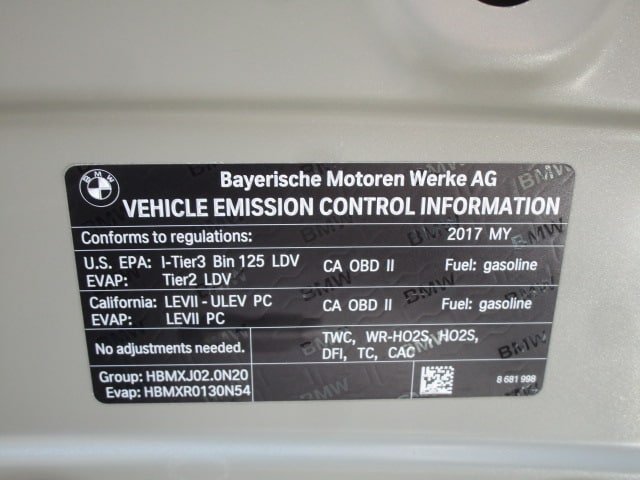 BMW
Bayerische Motoren Werke AG
VEHICLE EMISSION CONTROL INFORMATION
Conforms to regulations: 2017 MY
U.S. EPA: I-Tier3 Bin 125 LDV CA OBD II Fuel: gasoline
EVAP: Tier2 LDV
California: LEVII - ULEV PC CA OBD II Fuel: gasoline
EVAP: LEVII PC
No adjustments needed. TWC, WR-HO2S, HO2S,
DFI, TC, CAC
Group: HBMXJ02.0N20
Evap: HBMXR0130N54
8 681 998